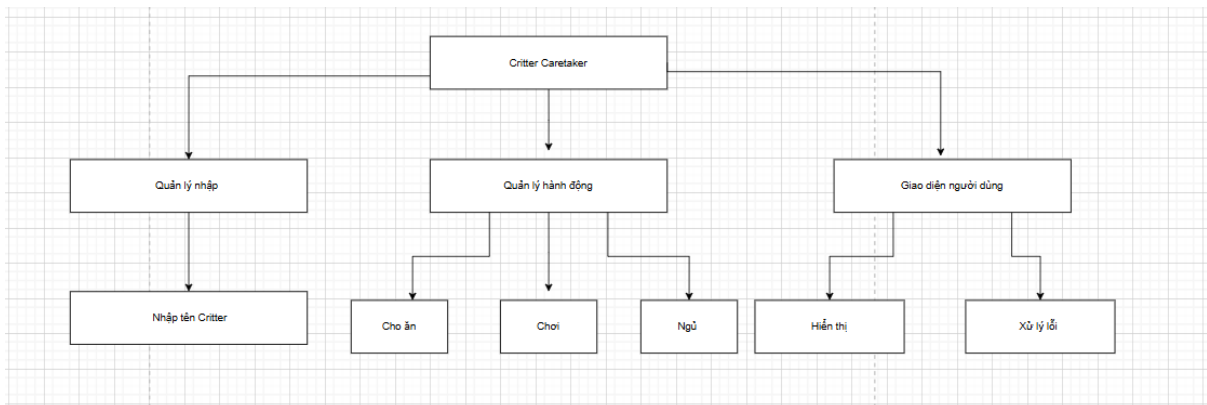 Critter Caretaker
Quản lý nhập
Quản lý hành động
Giao diện người dùng
Nhập tên Critter
Cho ăn
Chơi
Ngủ
Hiển thị
Xử lý lỗi